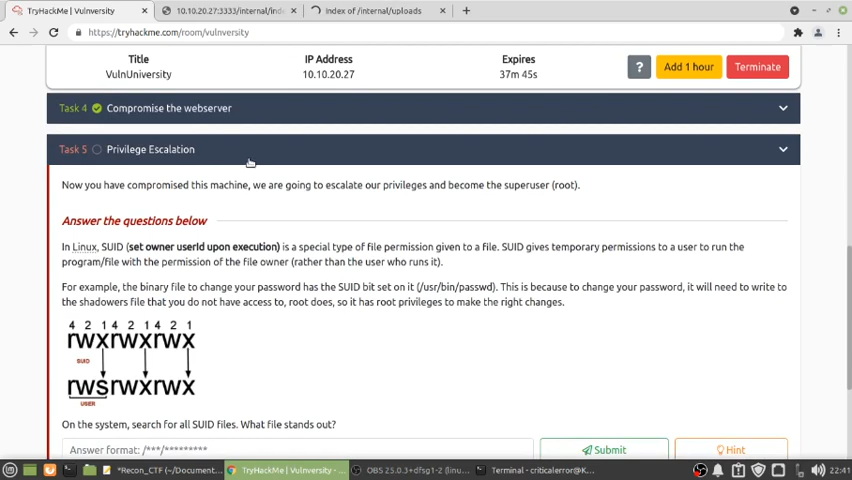 TryHackMe | Vulnversity
10.10.20.27:3333/internal/ind
Index of /internal/uploads
https://tryhackme.com/room/vulnversity
Title
VulnUniversity
IP Address
10.10.20.27
Expires
37m 45s
?
Add 1 hour
Terminate
Task 4 Compromise the webserver
Task 5 Privilege Escalation
Now you have compromised this machine, we are going to escalate our privileges and become the superuser (root).
Answer the questions below
In Linux, SUID (set owner userId upon execution) is a special type of file permission given to a file. SUID gives temporary permissions to a user to run the
program/file with the permission of the file owner (rather than the user who runs it).
For example, the binary file to change your password has the SUID bit set on it (/usr/bin/passwd). This is because to change your password, it will need to write to
the shadowers file that you do not have access to, root does, so it has root privileges to make the right changes.
4 2 1 4 2 1 4 2 1
rwxrwxrwx
SUID
rwsrwxrwx
USER
On the system, search for all SUID files. What file stands out?
Answer format: /***/*********
Submit
Hint
*Recon_CTF (~/Document...
TryHackMe | Vulnversity - ...
OBS 25.0.3+dfsg1-2 (linu...
Terminal - criticalerror@K...
22:41